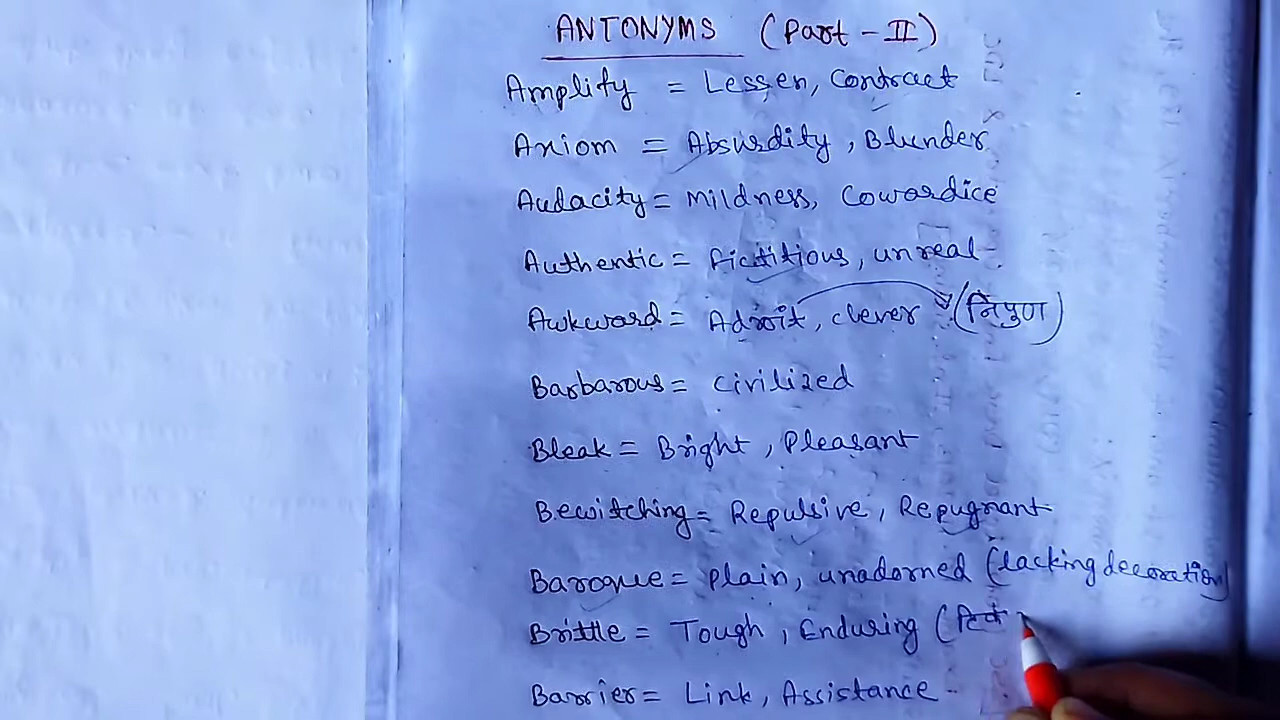 ANTONYMS (Part - II)
Amplify = Lessen, Contract
Axiom = Absurdity, Blunder
Audacity = Mildness, Cowardice
Authentic = Fictitious, unreal
Awkward = Adroit, clever (निपुण)
Barbarous = Civilized
Bleak = Bright, Pleasant
Bewitching = Repulsive, Repugnant
Baroque = Plain, unadorned (lacking decoration)
Brittle = Tough, Enduring (
Barrier = Link, Assistance